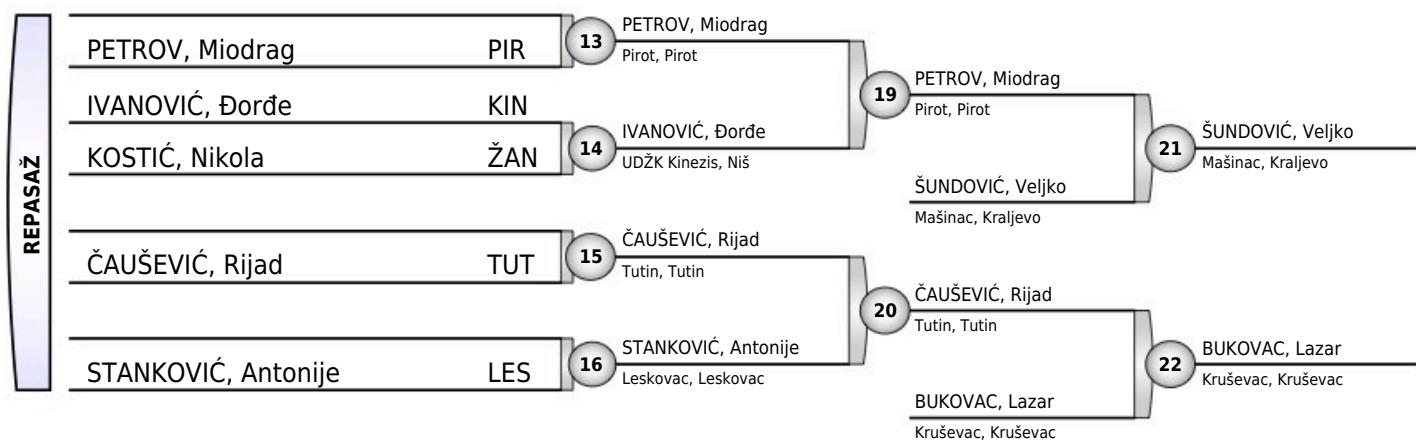 REPASAŽ
PETROV, Miodrag PIR
IVANOVIĆ, Đorđe KIN
KOSTIĆ, Nikola ŽAN
ČAUŠEVIĆ, Rijad TUT
STANKOVIĆ, Antonije LES
13
PETROV, Miodrag
Pirot, Pirot
14
IVANOVIĆ, Đorđe
UDŽK Kinezis, Niš
15
ČAUŠEVIĆ, Rijad
Tutin, Tutin
16
STANKOVIĆ, Antonije
Leskovac, Leskovac
19
PETROV, Miodrag
Pirot, Pirot
ŠUNDOVIĆ, Veljko
Mašinac, Kraljevo
20
ČAUŠEVIĆ, Rijad
Tutin, Tutin
BUKOVAC, Lazar
Kruševac, Kruševac
21
ŠUNDOVIĆ, Veljko
Mašinac, Kraljevo
22
BUKOVAC, Lazar
Kruševac, Kruševac